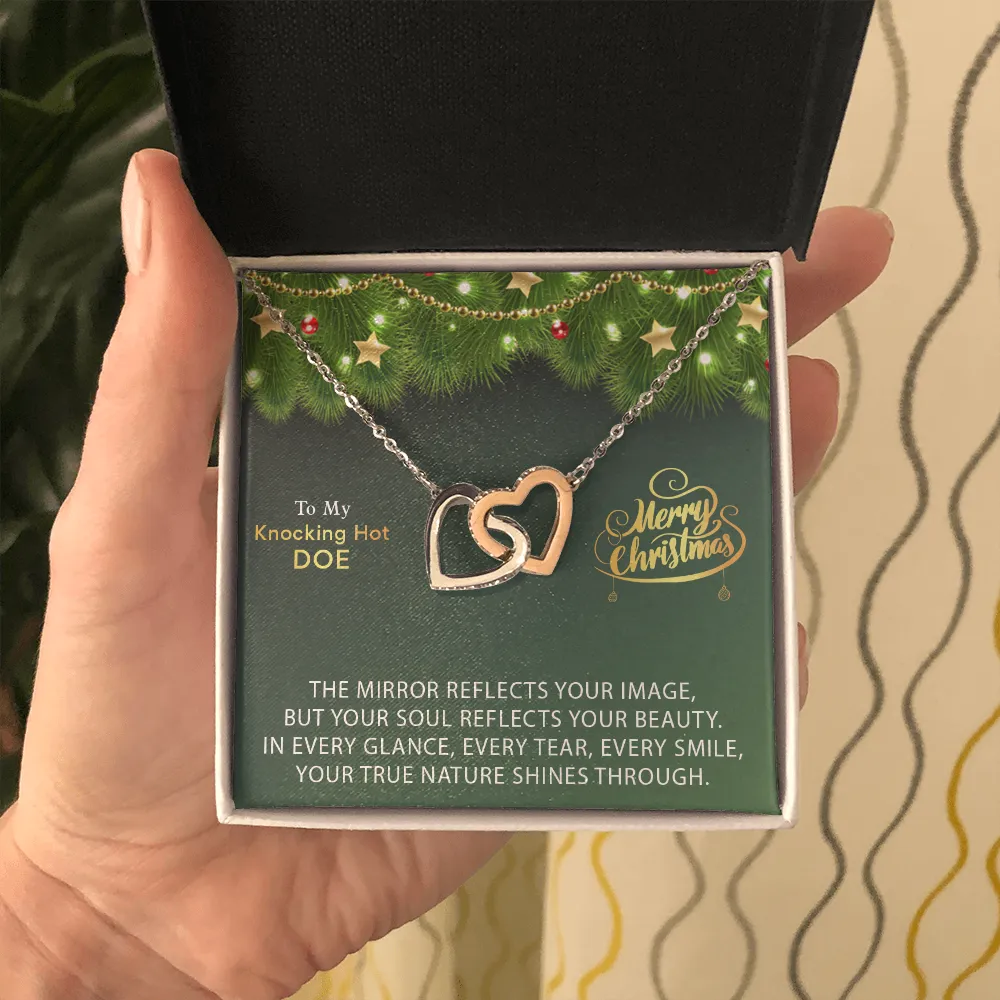 To My
Knocking Hot
DOE
Merry
Christmas
THE MIRROR REFLECTS YOUR IMAGE,
BUT YOUR SOUL REFLECTS YOUR BEAUTY.
IN EVERY GLANCE, EVERY TEAR, EVERY SMILE,
YOUR TRUE NATURE SHINES THROUGH.